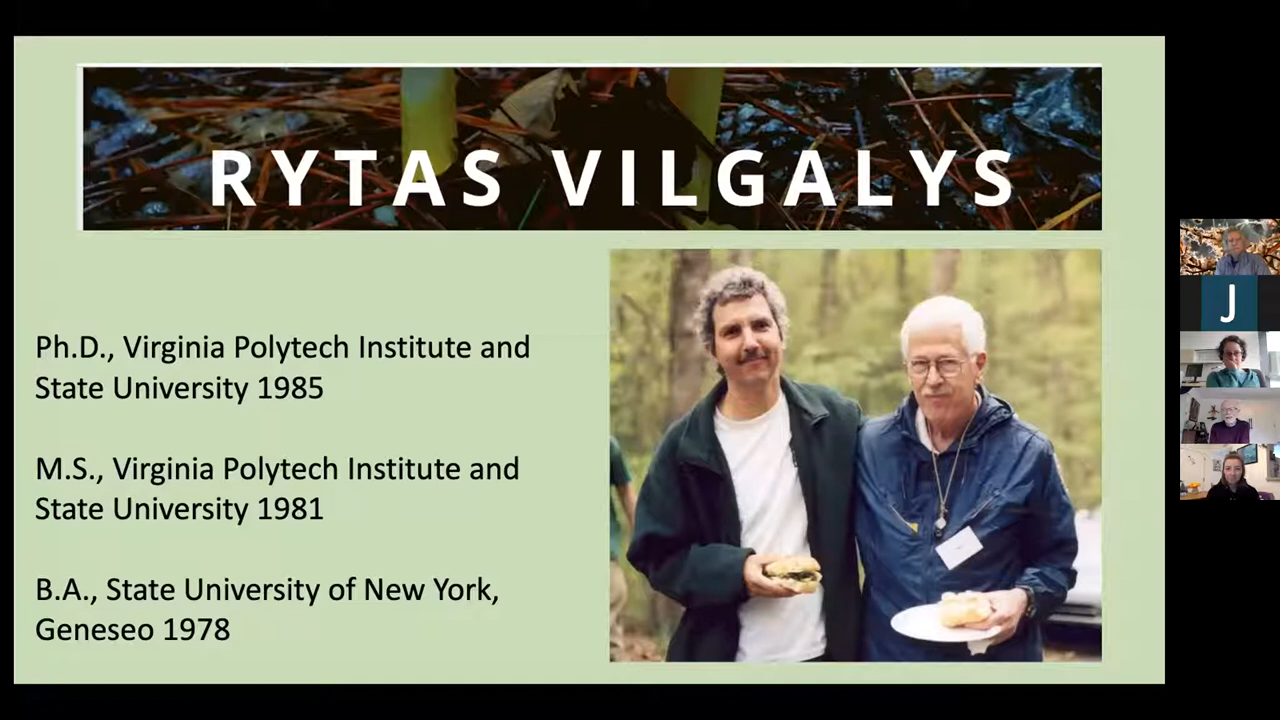 RYTAS VILGALYS
Ph.D., Virginia Polytech Institute and
State University 1985
M.S., Virginia Polytech Institute and
State University 1981
B.A., State University of New York,
Geneseo 1978
J